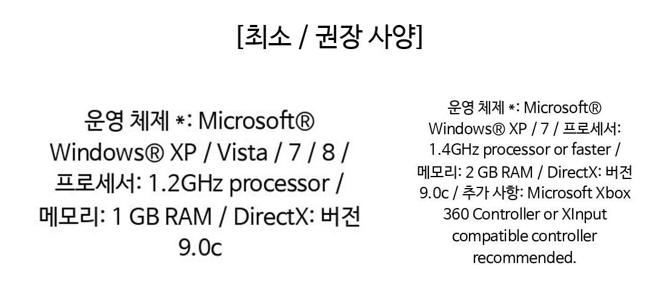 [최소 / 권장 사양]
운영 체제 *: Microsoft®
Windows® XP / Vista / 7 / 8 /
프로세서: 1.2GHz processor /
메모리: 1 GB RAM / DirectX: 버전
9.0c
운영 체제 *: Microsoft®
Windows® XP / 7 / 프로세서:
1.4GHz processor or faster /
메모리: 2 GB RAM / DirectX: 버전
9.0c / 추가 사항: Microsoft Xbox
360 Controller or XInput
compatible controller
recommended.